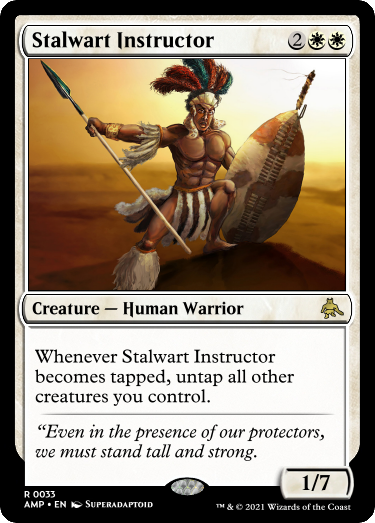 Stalwart Instructor 2
Creature — Human Warrior
Whenever Stalwart Instructor
becomes tapped, untap all other
creatures you control.
“Even in the presence of our protectors,
we must stand tall and strong.
1/7
R 0033
AMP • EN Superadaptoid
™ & © 2021 Wizards of the Coast